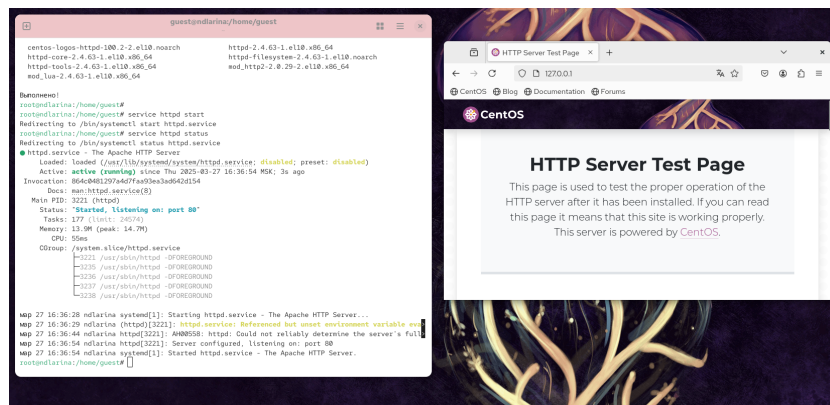 guest@ndlarina:/home/guest
centos-logos-httpd-100.2-2.el10.noarch httpd-2.4.63-1.el10.x86_64
httpd-core-2.4.63-1.el10.x86_64 httpd-filesystem-2.4.63-1.el10.noarch
httpd-tools-2.4.63-1.el10.x86_64 mod_http2-2.0.29-2.el10.x86_64
mod_lua-2.4.63-1.el10.x86_64
Выполнено!
root@ndlarina:/home/guest#
root@ndlarina:/home/guest# service httpd start
Redirecting to /bin/systemctl start httpd.service
root@ndlarina:/home/guest# service httpd status
Redirecting to /bin/systemctl status httpd.service
● httpd.service - The Apache HTTP Server
Loaded: loaded (/usr/lib/systemd/system/httpd.service; disabled; preset: disabled)
Active: active (running) since Thu 2025-03-27 16:36:54 MSK; 3s ago
Invocation: 864c0481297a4d7faa93ea3ad642d154
Docs: man:httpd.service(8)
Main PID: 3221 (httpd)
Status: "Started, listening on: port 80"
Tasks: 177 (limit: 24574)
Memory: 13.9M (peak: 14.7M)
CPU: 55ms
CGroup: /system.slice/httpd.service
├─3221 /usr/sbin/httpd -DFOREGROUND
├─3235 /usr/sbin/httpd -DFOREGROUND
├─3236 /usr/sbin/httpd -DFOREGROUND
├─3237 /usr/sbin/httpd -DFOREGROUND
└─3238 /usr/sbin/httpd -DFOREGROUND
мар 27 16:36:28 ndlarina systemd[1]: Starting httpd.service - The Apache HTTP Server...
мар 27 16:36:29 ndlarina (httpd)[3221]: httpd.service: Referenced but unset environment variable eva>
мар 27 16:36:44 ndlarina httpd[3221]: AH00558: httpd: Could not reliably determine the server's full>
мар 27 16:36:54 ndlarina httpd[3221]: Server configured, listening on: port 80
мар 27 16:36:54 ndlarina systemd[1]: Started httpd.service - The Apache HTTP Server.
root@ndlarina:/home/guest#
HTTP Server Test Page
127.0.0.1
CentOS Blog Documentation Forums
CentOS
HTTP Server Test Page
This page is used to test the proper operation of the
HTTP server after it has been installed. If you can read
this page it means that this site is working properly.
This server is powered by CentOS.